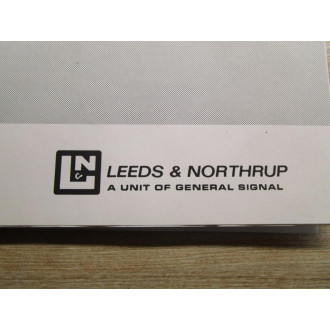 L&N LEEDS & NORTHRUP
A UNIT OF GENERAL SIGNAL